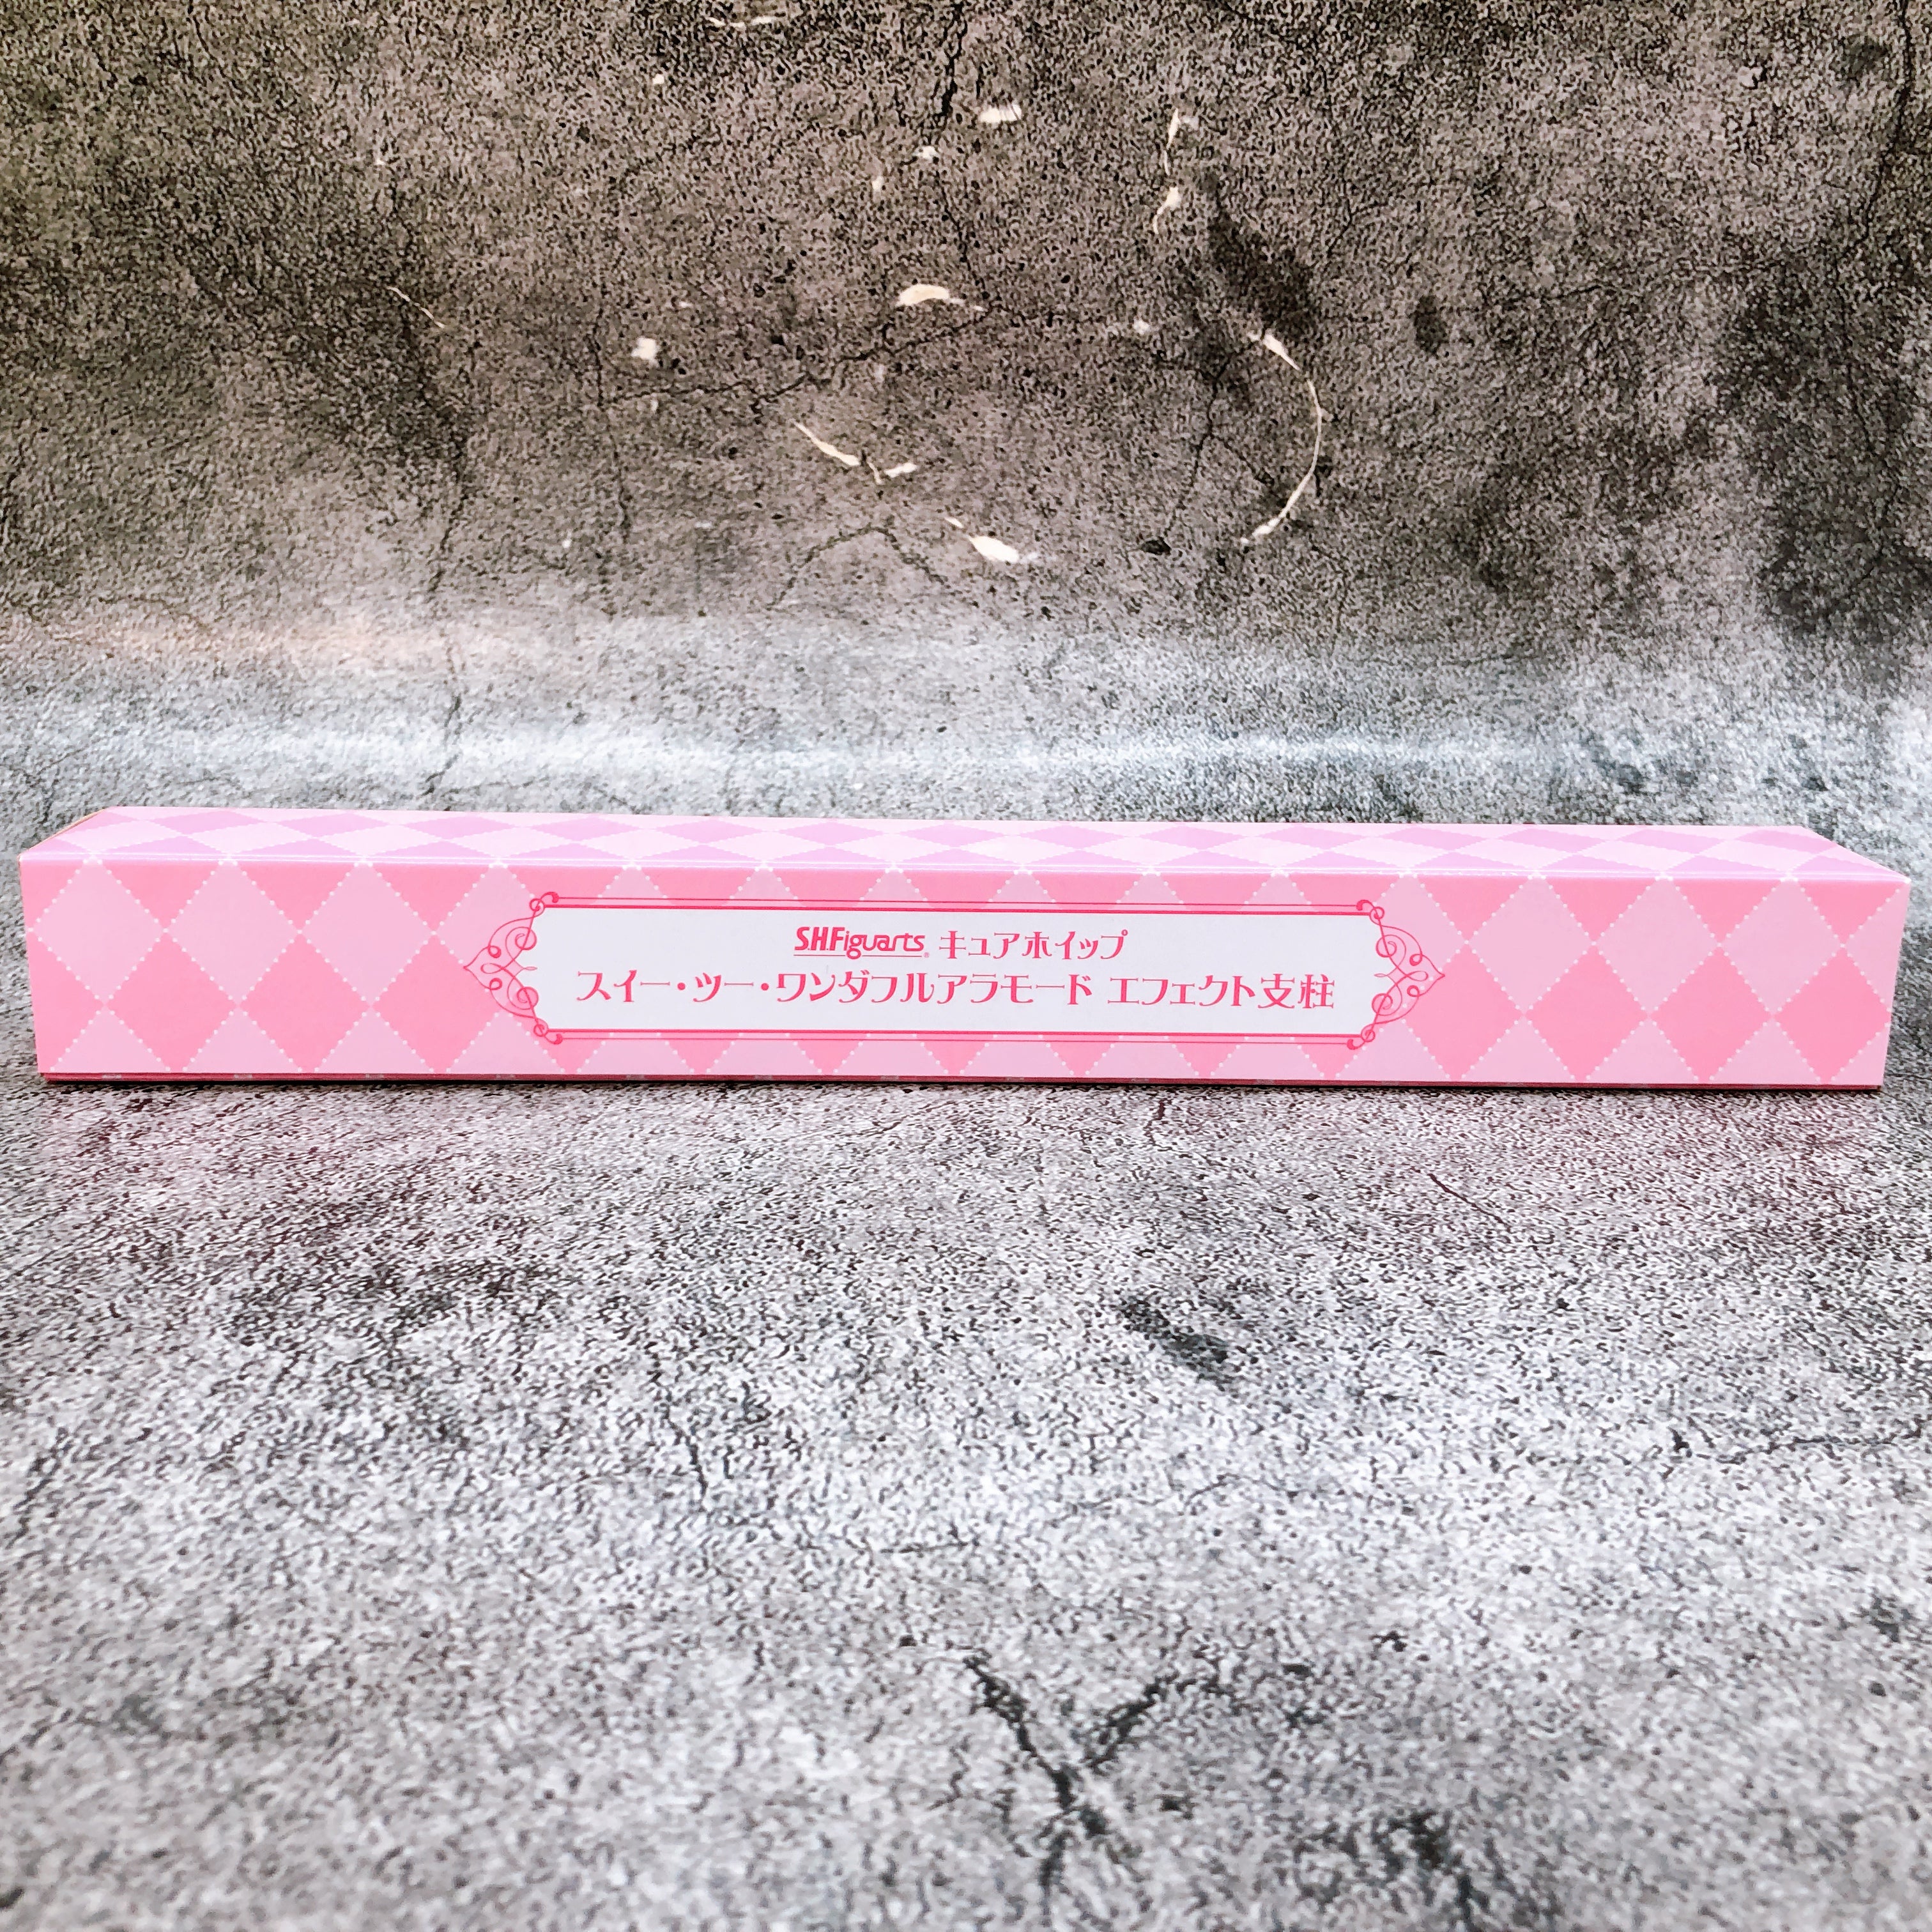 S.H.Figuarts® キュアホイップ
スイー・ツー・ワンダフルアラモード エフェクト支柱